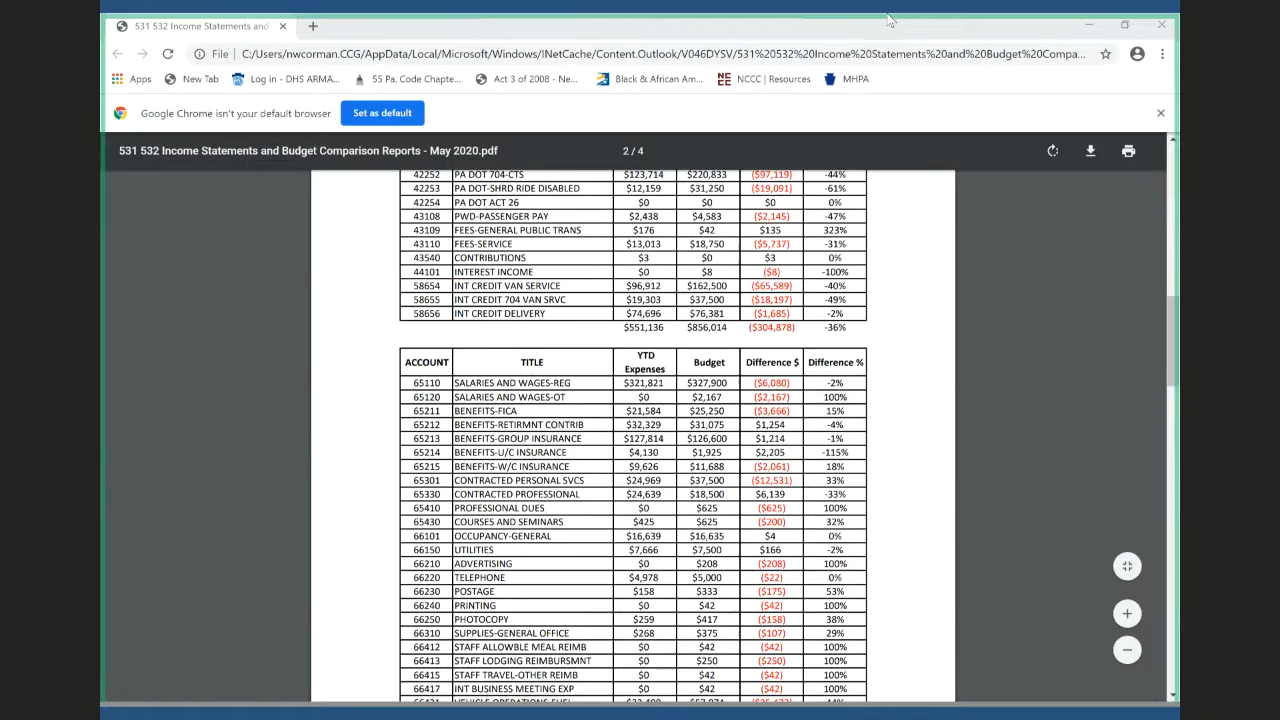 531 532 Income Statements and
File C:/Users/nwcorman.CCG/AppData/Local/Microsoft/Windows/INetCache/Content.Outlook/V046DYSV/531%20532%20Income%20Statements%20and%20Budget%20Compa...
Apps New Tab Log in - DHS ARMA... 55 Pa. Code Chapte... Act 3 of 2008 - Ne... Black & African Am... NCCC | Resources MHPA
Google Chrome isn't your default browser Set as default
531 532 Income Statements and Budget Comparison Reports - May 2020.pdf 2 / 4
42252 PA DOT 704-CTS $123,714 $220,833 ($97,119) -44%
42253 PA DOT-SHRD RIDE DISABLED $12,159 $31,250 ($19,091) -61%
42254 PA DOT ACT 26 $0 $0 $0 0%
43108 PWD-PASSENGER PAY $2,438 $4,583 ($2,145) -47%
43109 FEES-GENERAL PUBLIC TRANS $176 $42 $135 323%
43110 FEES-SERVICE $13,013 $18,750 ($5,737) -31%
43540 CONTRIBUTIONS $3 $0 $3 0%
44101 INTEREST INCOME $0 $8 ($8) -100%
58654 INT CREDIT VAN SERVICE $96,912 $162,500 ($65,589) -40%
58655 INT CREDIT 704 VAN SRVC $19,303 $37,500 ($18,197) -49%
58656 INT CREDIT DELIVERY $74,696 $76,381 ($1,685) -2%
$551,136 $856,014 ($304,878) -36%
ACCOUNT TITLE YTD Expenses Budget Difference $ Difference %
65110 SALARIES AND WAGES-REG $321,821 $327,900 ($6,080) -2%
65120 SALARIES AND WAGES-OT $0 $2,167 ($2,167) 100%
65211 BENEFITS-FICA $21,584 $25,250 ($3,666) 15%
65212 BENEFITS-RETIRMNT CONTRIB $32,329 $31,075 $1,254 -4%
65213 BENEFITS-GROUP INSURANCE $127,814 $126,600 $1,214 -1%
65214 BENEFITS-U/C INSURANCE $4,130 $1,925 $2,205 -115%
65215 BENEFITS-W/C INSURANCE $9,626 $11,688 ($2,061) 18%
65301 CONTRACTED PERSONAL SVCS $24,969 $37,500 ($12,531) 33%
65330 CONTRACTED PROFESSIONAL $24,639 $18,500 $6,139 -33%
65410 PROFESSIONAL DUES $0 $625 ($625) 100%
65430 COURSES AND SEMINARS $425 $625 ($200) 32%
66101 OCCUPANCY-GENERAL $16,639 $16,635 $4 0%
66150 UTILITIES $7,666 $7,500 $166 -2%
66210 ADVERTISING $0 $208 ($208) 100%
66220 TELEPHONE $4,978 $5,000 ($22) 0%
66230 POSTAGE $158 $333 ($175) 53%
66240 PRINTING $0 $42 ($42) 100%
66250 PHOTOCOPY $259 $417 ($158) 38%
66310 SUPPLIES-GENERAL OFFICE $268 $375 ($107) 29%
66412 STAFF ALLOWBLE MEAL REIMB $0 $42 ($42) 100%
66413 STAFF LODGING REIMBURSMNT $0 $250 ($250) 100%
66415 STAFF TRAVEL-OTHER REIMB $0 $42 ($42) 100%
66417 INT BUSINESS MEETING EXP $0 $42 ($42) 100%